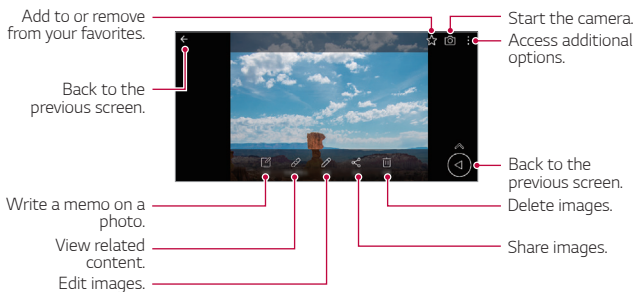 Add to or remove
from your favorites.
Back to the
previous screen.
Write a memo on a
photo.
View related
content.
Edit images.
Start the camera.
Access additional
options.
Back to the
previous screen.
Delete images.
Share images.